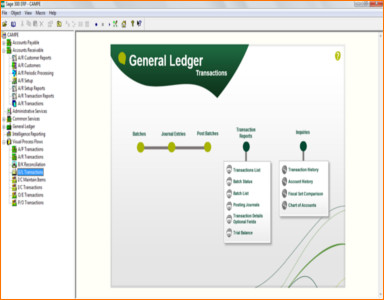 Sage 300 ERP - CAMPE
File Edit View Macro Help
CAMPE
Accounts Payable
Accounts Receivable
A/R Customer Reports
A/R Customers
A/R Periodic Processing
A/R Setup
A/R Setup Reports
A/R Transaction Reports
A/R Transactions
Administrative Services
Common Services
General Ledger
Intelligence Reporting
Visual Process Flows
A/P Transactions
A/R Transactions
B/K Reconciliation
G/L Transactions
I/C Maintain Items
I/C Transactions
O/E Transactions
P/O Transactions
General Ledger
Transactions
Batches
Journal Entries
Post Batches
Transaction Reports
Inquiries
Transactions List
Batch Status
Batch List
Posting Journals
Transaction Details
Optional Fields
Trial Balance
Transaction History
Account History
Fiscal Set Comparison
Chart of Accounts